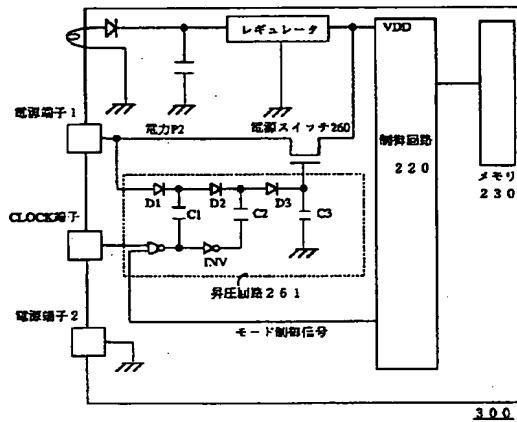 レギュレータ
VDD
電源端子1
電力P2
電源スイッチ260
制御回路
220
メモリ
230
D1
D2
D3
C1
C2
C3
CLOCK端子
INV
昇圧回路261
電源端子2
モード制御信号
300